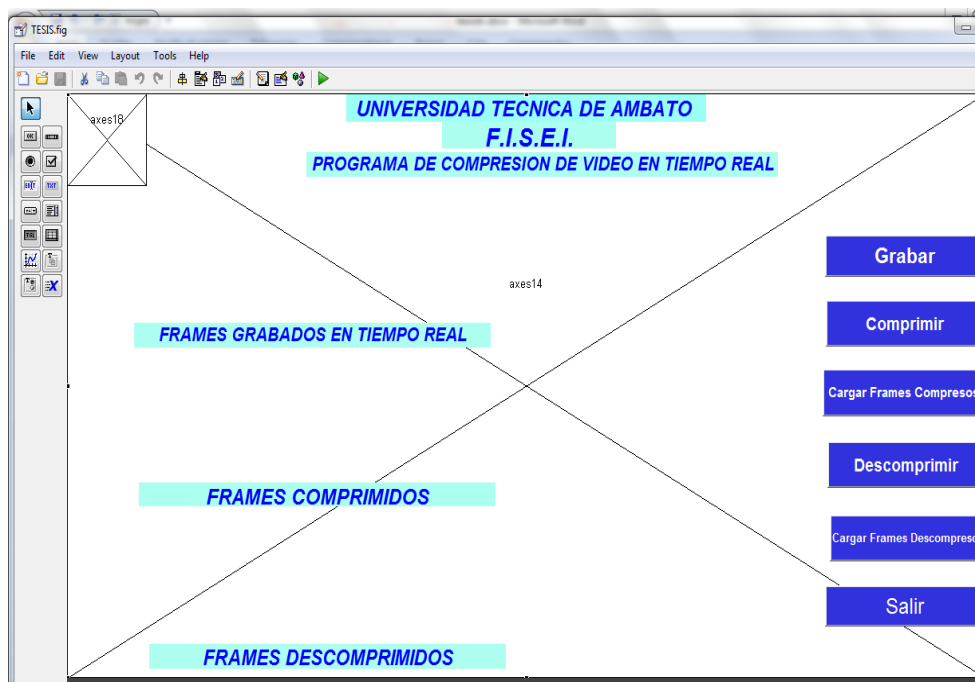 TESIS.fig
File Edit View Layout Tools Help
axes18
UNIVERSIDAD TECNICA DE AMBATO
F.I.S.E.I.
PROGRAMA DE COMPRESION DE VIDEO EN TIEMPO REAL
Grabar
axes14
Comprimir
FRAMES GRABADOS EN TIEMPO REAL
Cargar Frames Compresos
Descomprimir
FRAMES COMPRIMIDOS
Cargar Frames Descompreso
Salir
FRAMES DESCOMPRIMIDOS